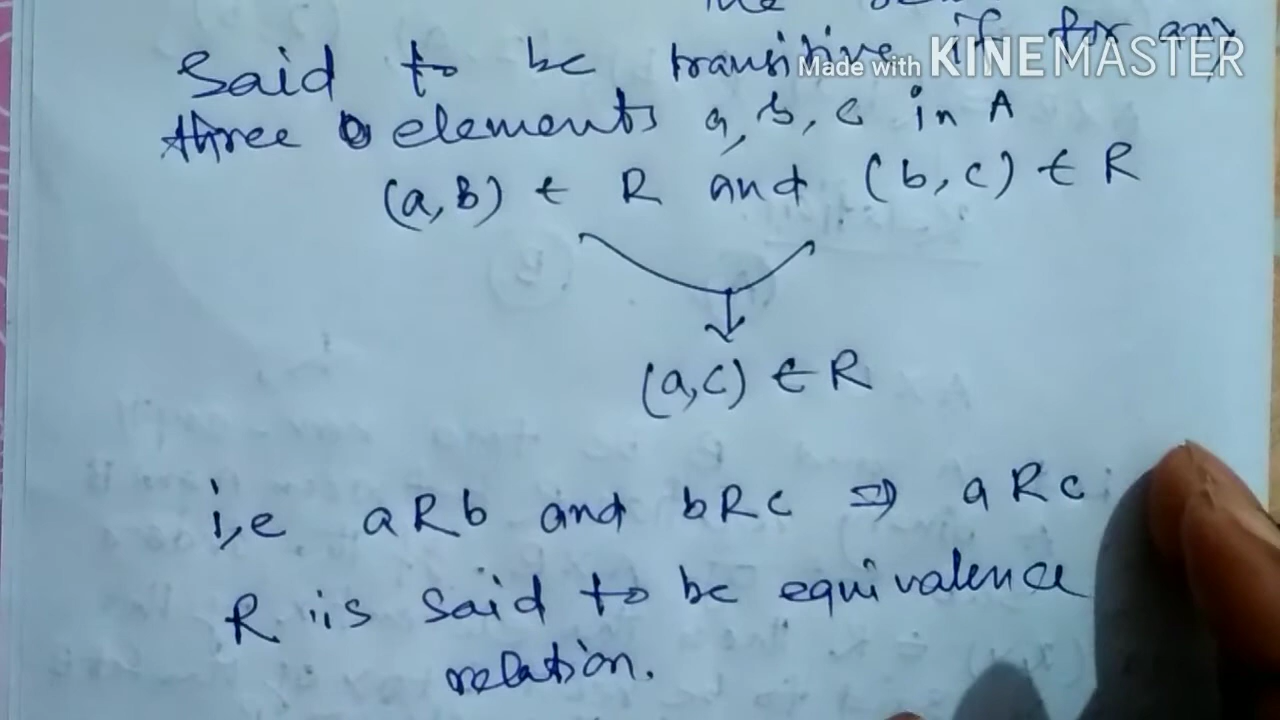 the
Said to be transitive if for any
Made with KINEMASTER
three elements a, b, c in A
(a,b) ∈ R and (b,c) ∈ R
(a,c) ∈ R
i,e aRb and bRc ⇒ aRc
R is said to be equivalence
relation.